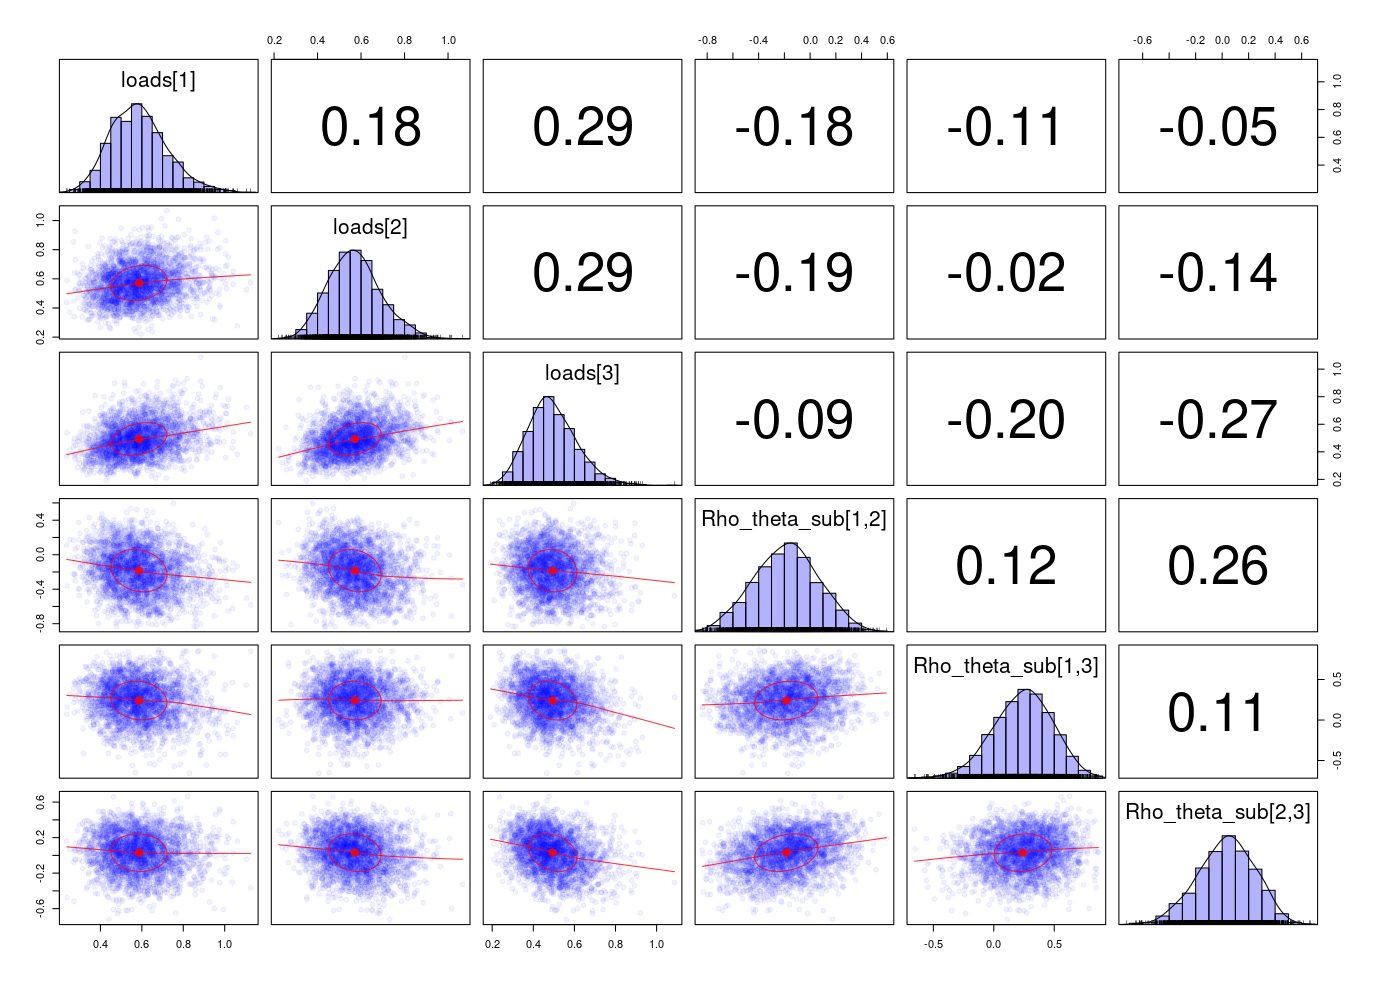 0.2 0.4 0.6 0.8 1.0 -0.8 -0.4 0.0 0.2 0.4 0.6 -0.6 -0.2 0.0 0.2 0.4 0.6
loads[1] 0.18 0.29 -0.18 -0.11 -0.05
0.4 0.6 0.8 1.0
0.2 0.4 0.6 0.8 1.0
loads[2] 0.29 -0.19 -0.02 -0.14
loads[3] -0.09 -0.20 -0.27
0.2 0.4 0.6 0.8 1.0
-0.8 -0.4 0.0 0.4
Rho_theta_sub[1,2] 0.12 0.26
Rho_theta_sub[1,3] 0.11
-0.5 0.0 0.5
-0.6 -0.2 0.2 0.6
Rho_theta_sub[2,3]
0.4 0.6 0.8 1.0 0.2 0.4 0.6 0.8 1.0 -0.5 0.0 0.5